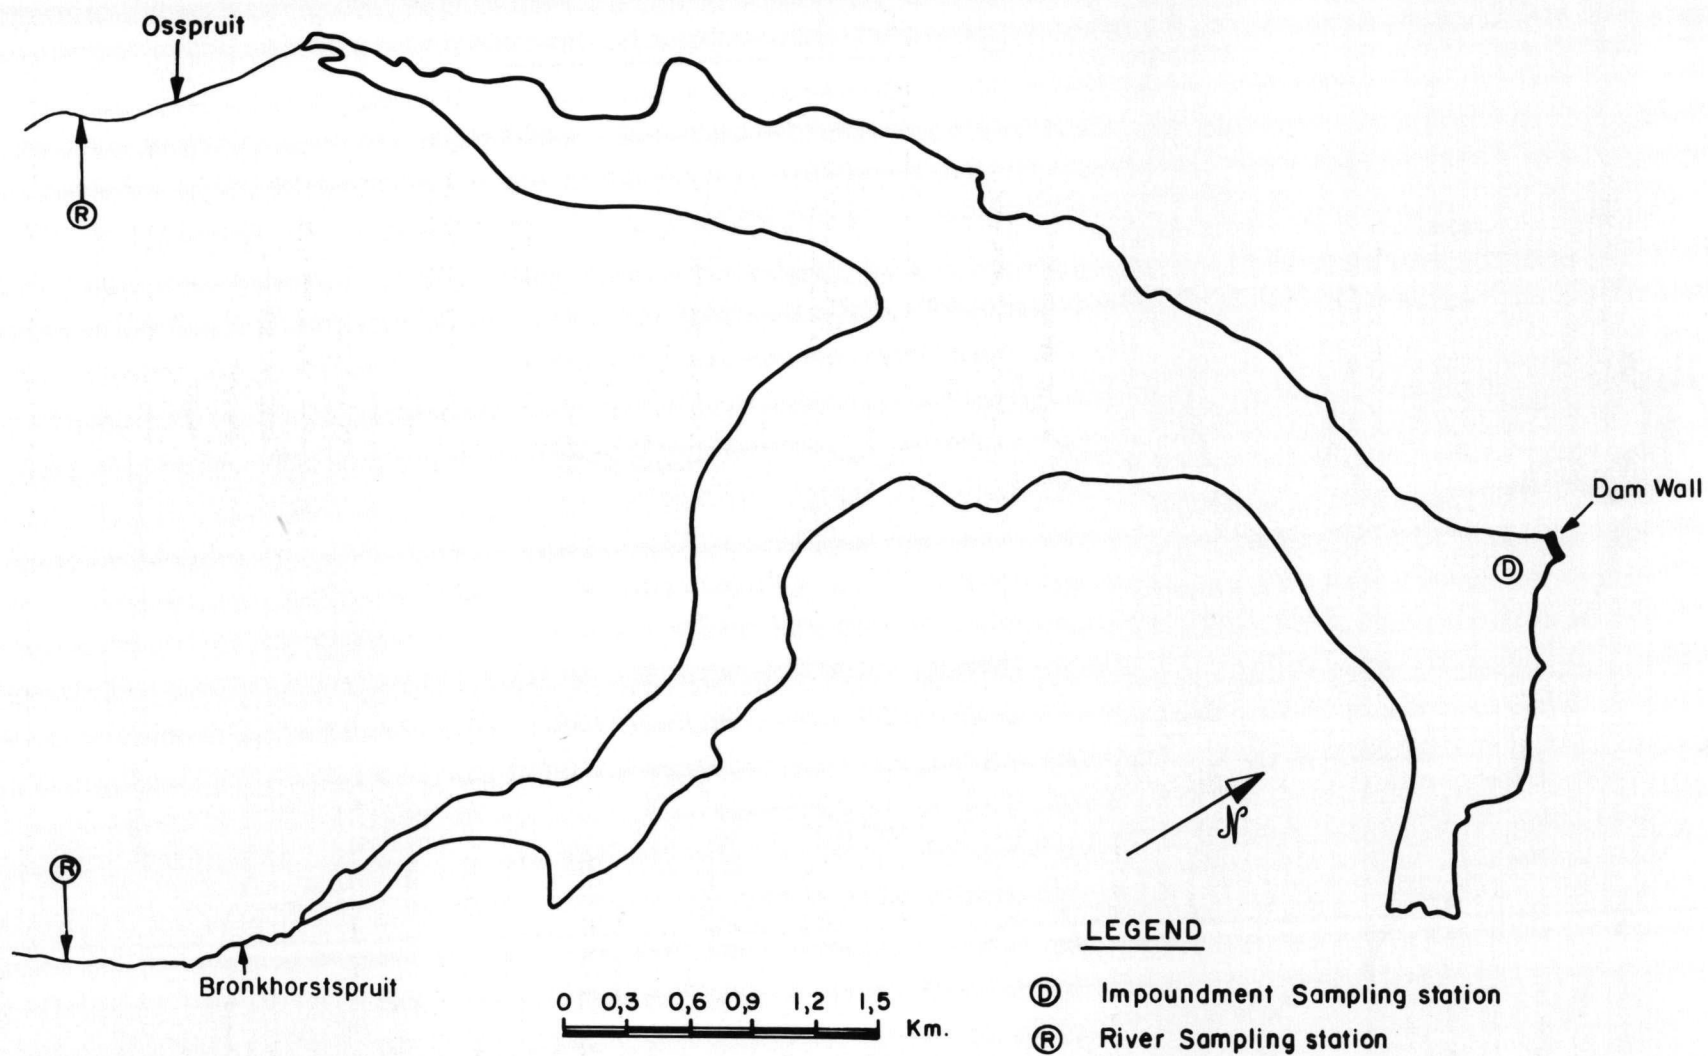 Osspruit
R
Dam Wall
D
N
R
LEGEND
Bronkhorstspruit
0 0,3 0,6 0,9 1,2 1,5 Km.
D Impoundment Sampling station
R River Sampling station